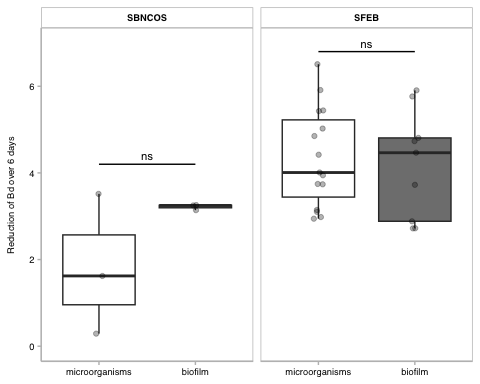 SBNCOS
SFEB
ns
ns
Reduction of Bd over 6 days
6
4
2
0
microorganisms
biofilm
microorganisms
biofilm